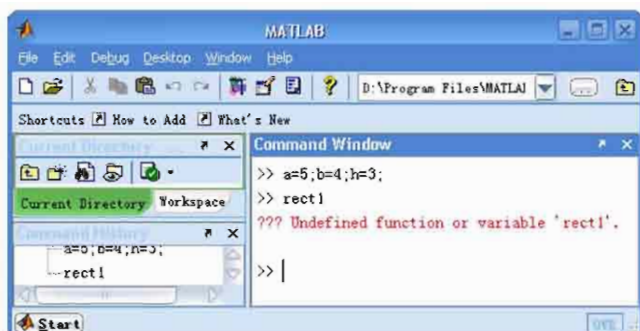 MATLAB
File Edit Debug Desktop Window Help
D:\Program Files\MATLAI
Shortcuts How to Add What's New
Current Directory
Command Window
>> a=5;b=4;h=3;
>> rect1
Current Directory Workspace
??? Undefined function or variable 'rect1'.
Command History
a=5;b=4;h=3;
rect1
>>
Start
OVR